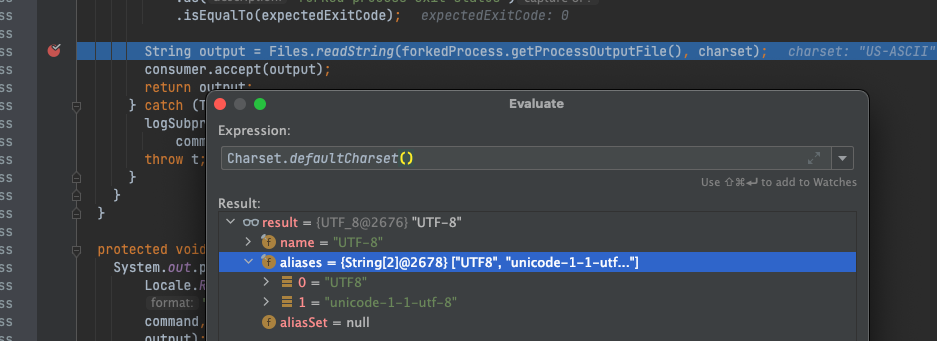 ss
.isEqualTo(expectedExitCode); expectedExitCode: 0
ss
ss String output = Files.readString(forkedProcess.getProcessOutputFile(), charset); charset: "US-ASCII"
ss consumer.accept(output);
ss return output;
ss } catch (T
ss logSubpr
ss comm
ss throw t;
ss }
ss }
ss }
ss
ss protected void
ss System.out.p
ss Locale.R
ss format: "
ss command,
output);
Evaluate
Expression:
Charset.defaultCharset()
Use ⇧⌘↩ to add to Watches
Result:
result = {UTF_8@2676} "UTF-8"
name = "UTF-8"
aliases = {String[2]@2678} ["UTF8", "unicode-1-1-utf..."]
0 = "UTF8"
1 = "unicode-1-1-utf-8"
aliasSet = null